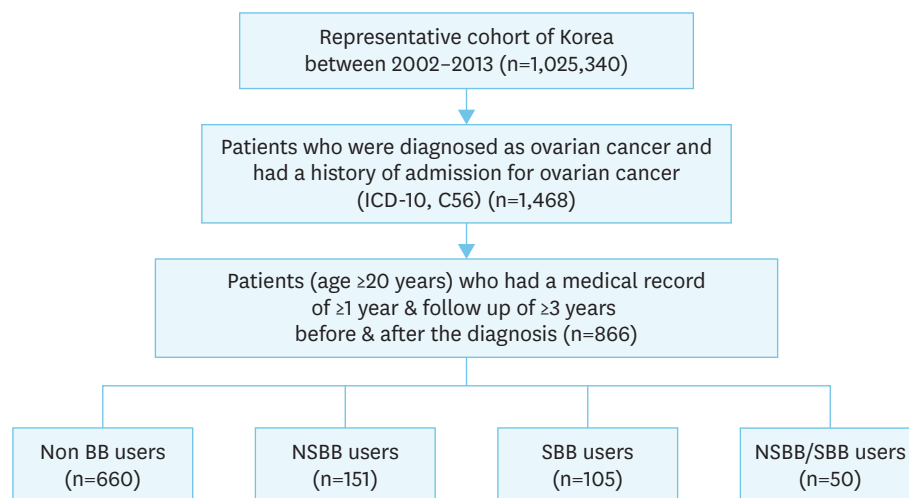 Representative cohort of Korea
between 2002–2013 (n=1,025,340)
Patients who were diagnosed as ovarian cancer and
had a history of admission for ovarian cancer
(ICD-10, C56) (n=1,468)
Patients (age ≥20 years) who had a medical record
of ≥1 year & follow up of ≥3 years
before & after the diagnosis (n=866)
Non BB users
(n=660)
NSBB users
(n=151)
SBB users
(n=105)
NSBB/SBB users
(n=50)